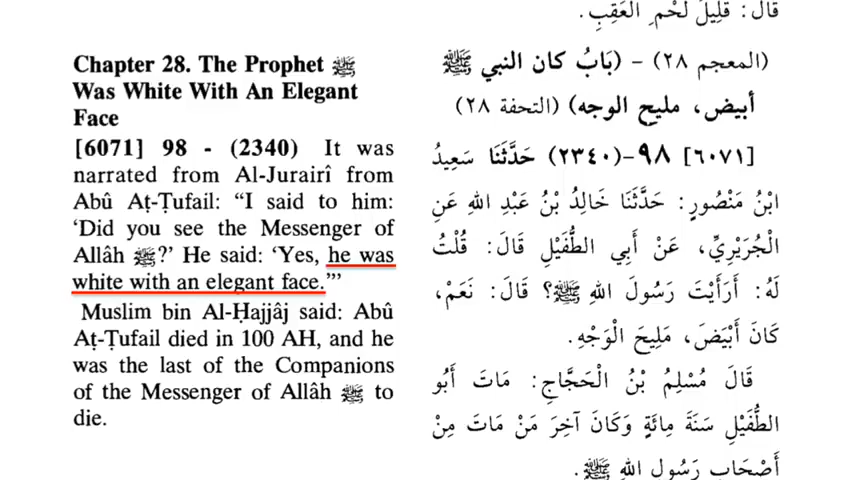 Chapter 28. The Prophet ﷺ
Was White With An Elegant
Face
[6071] 98 - (2340) It was
narrated from Al-Jurairî from
Abû Aṭ-Ṭufail: “I said to him:
‘Did you see the Messenger of
Allâh ﷺ?’ He said: ‘Yes, he was
white with an elegant face.’”
Muslim bin Al-Ḥajjâj said: Abû
Aṭ-Ṭufail died in 100 AH, and he
was the last of the Companions
of the Messenger of Allâh ﷺ to
die.
قَالَ: قَلِيلُ لَحْمِ الْعَقِبِ.
(المعجم ٢٨) - (بَابُ كان النبي ﷺ
أبيض، مليح الوجه) (التحفة ٢٨)
[٦٠٧١] ٩٨-(٢٣٤٠) حَدَّثَنَا سَعِيدُ
ابْنُ مَنْصُورٍ: حَدَّثَنَا خَالِدُ بْنُ عَبْدِ اللهِ عَنِ
الْجُرَيْرِيِّ، عَنْ أَبِي الطُّفَيْلِ قَالَ: قُلْتُ
لَهُ: أَرَأَيْتَ رَسُولَ اللهِ ﷺ؟ قَالَ: نَعَمْ،
كَانَ أَبْيَضَ، مَلِيحَ الْوَجْهِ.
قَالَ مُسْلِمُ بْنُ الْحَجَّاجِ: مَاتَ أَبُو
الطُّفَيْلِ سَنَةَ مِائَةٍ وَكَانَ آخِرَ مَنْ مَاتَ مِنْ
أَصْحَابِ رَسُولِ اللهِ ﷺ.